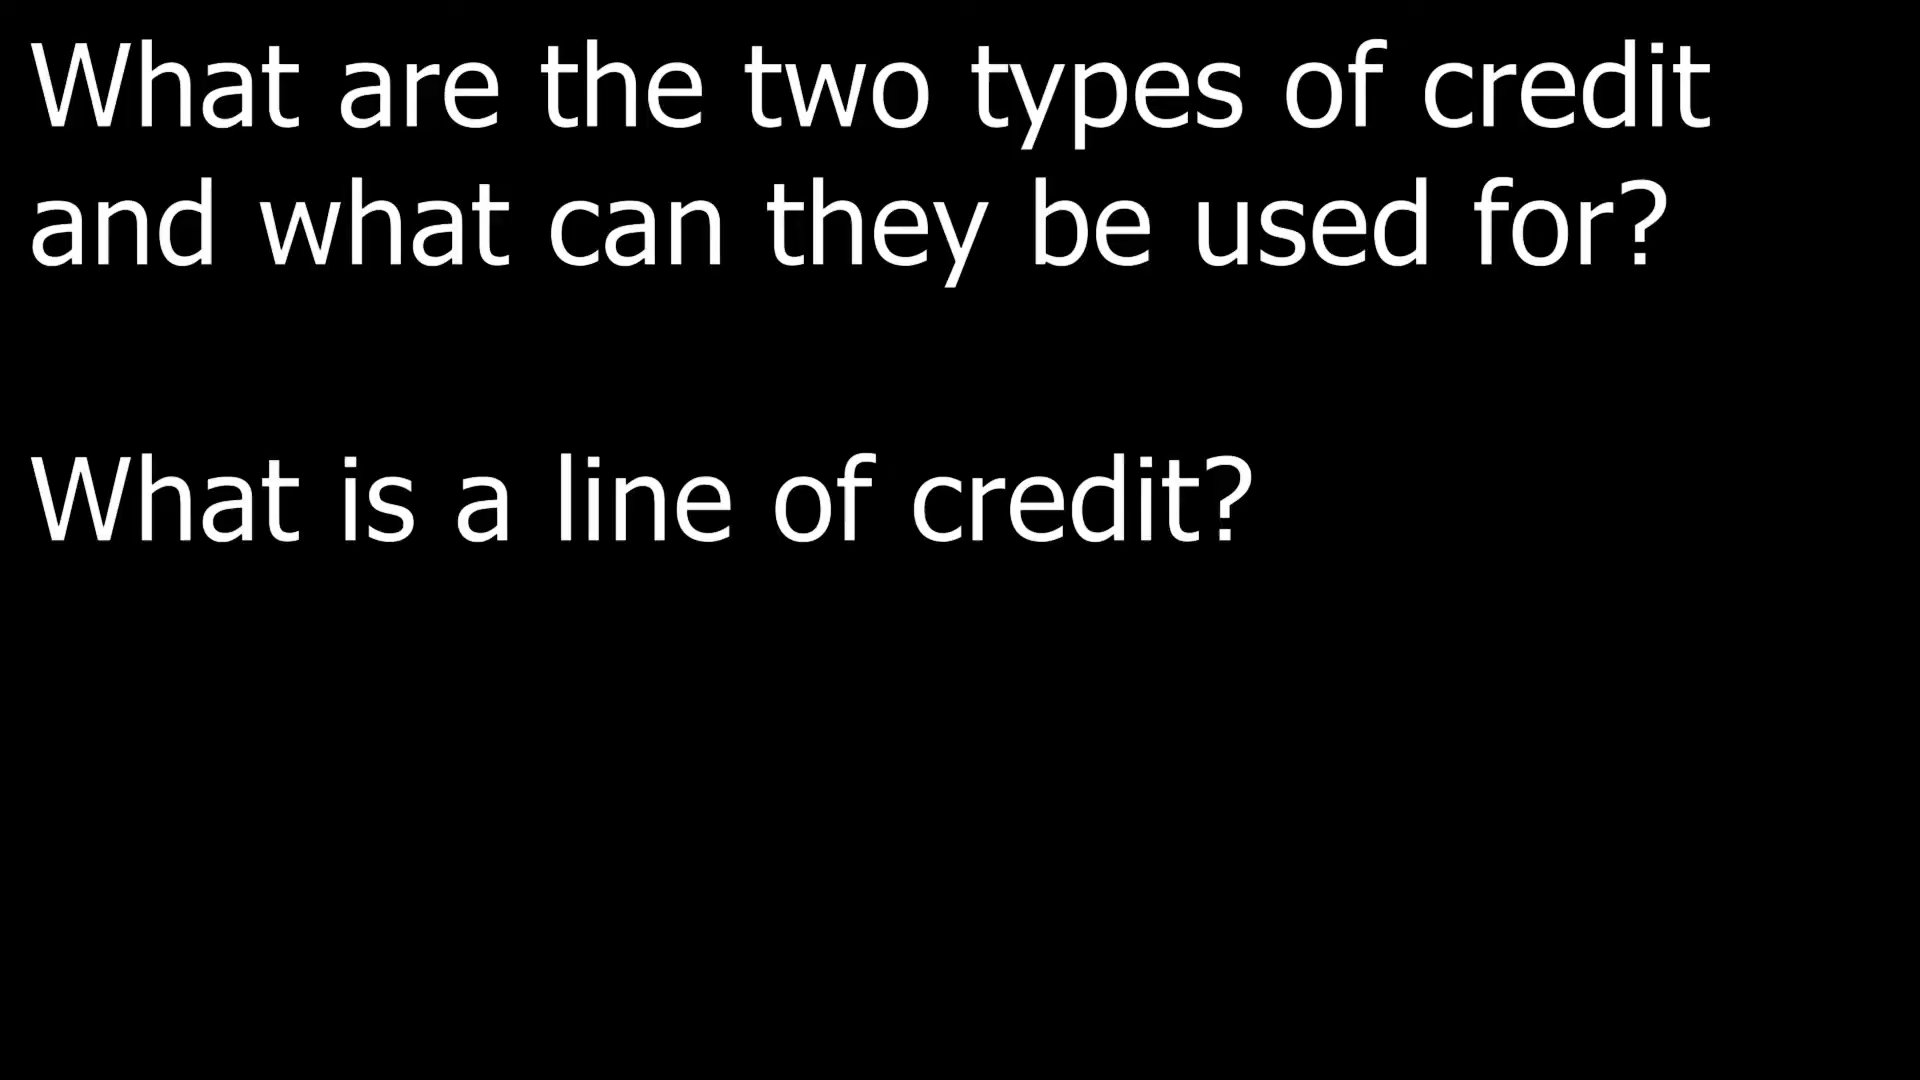 What are the two types of credit
and what can they be used for?
What is a line of credit?